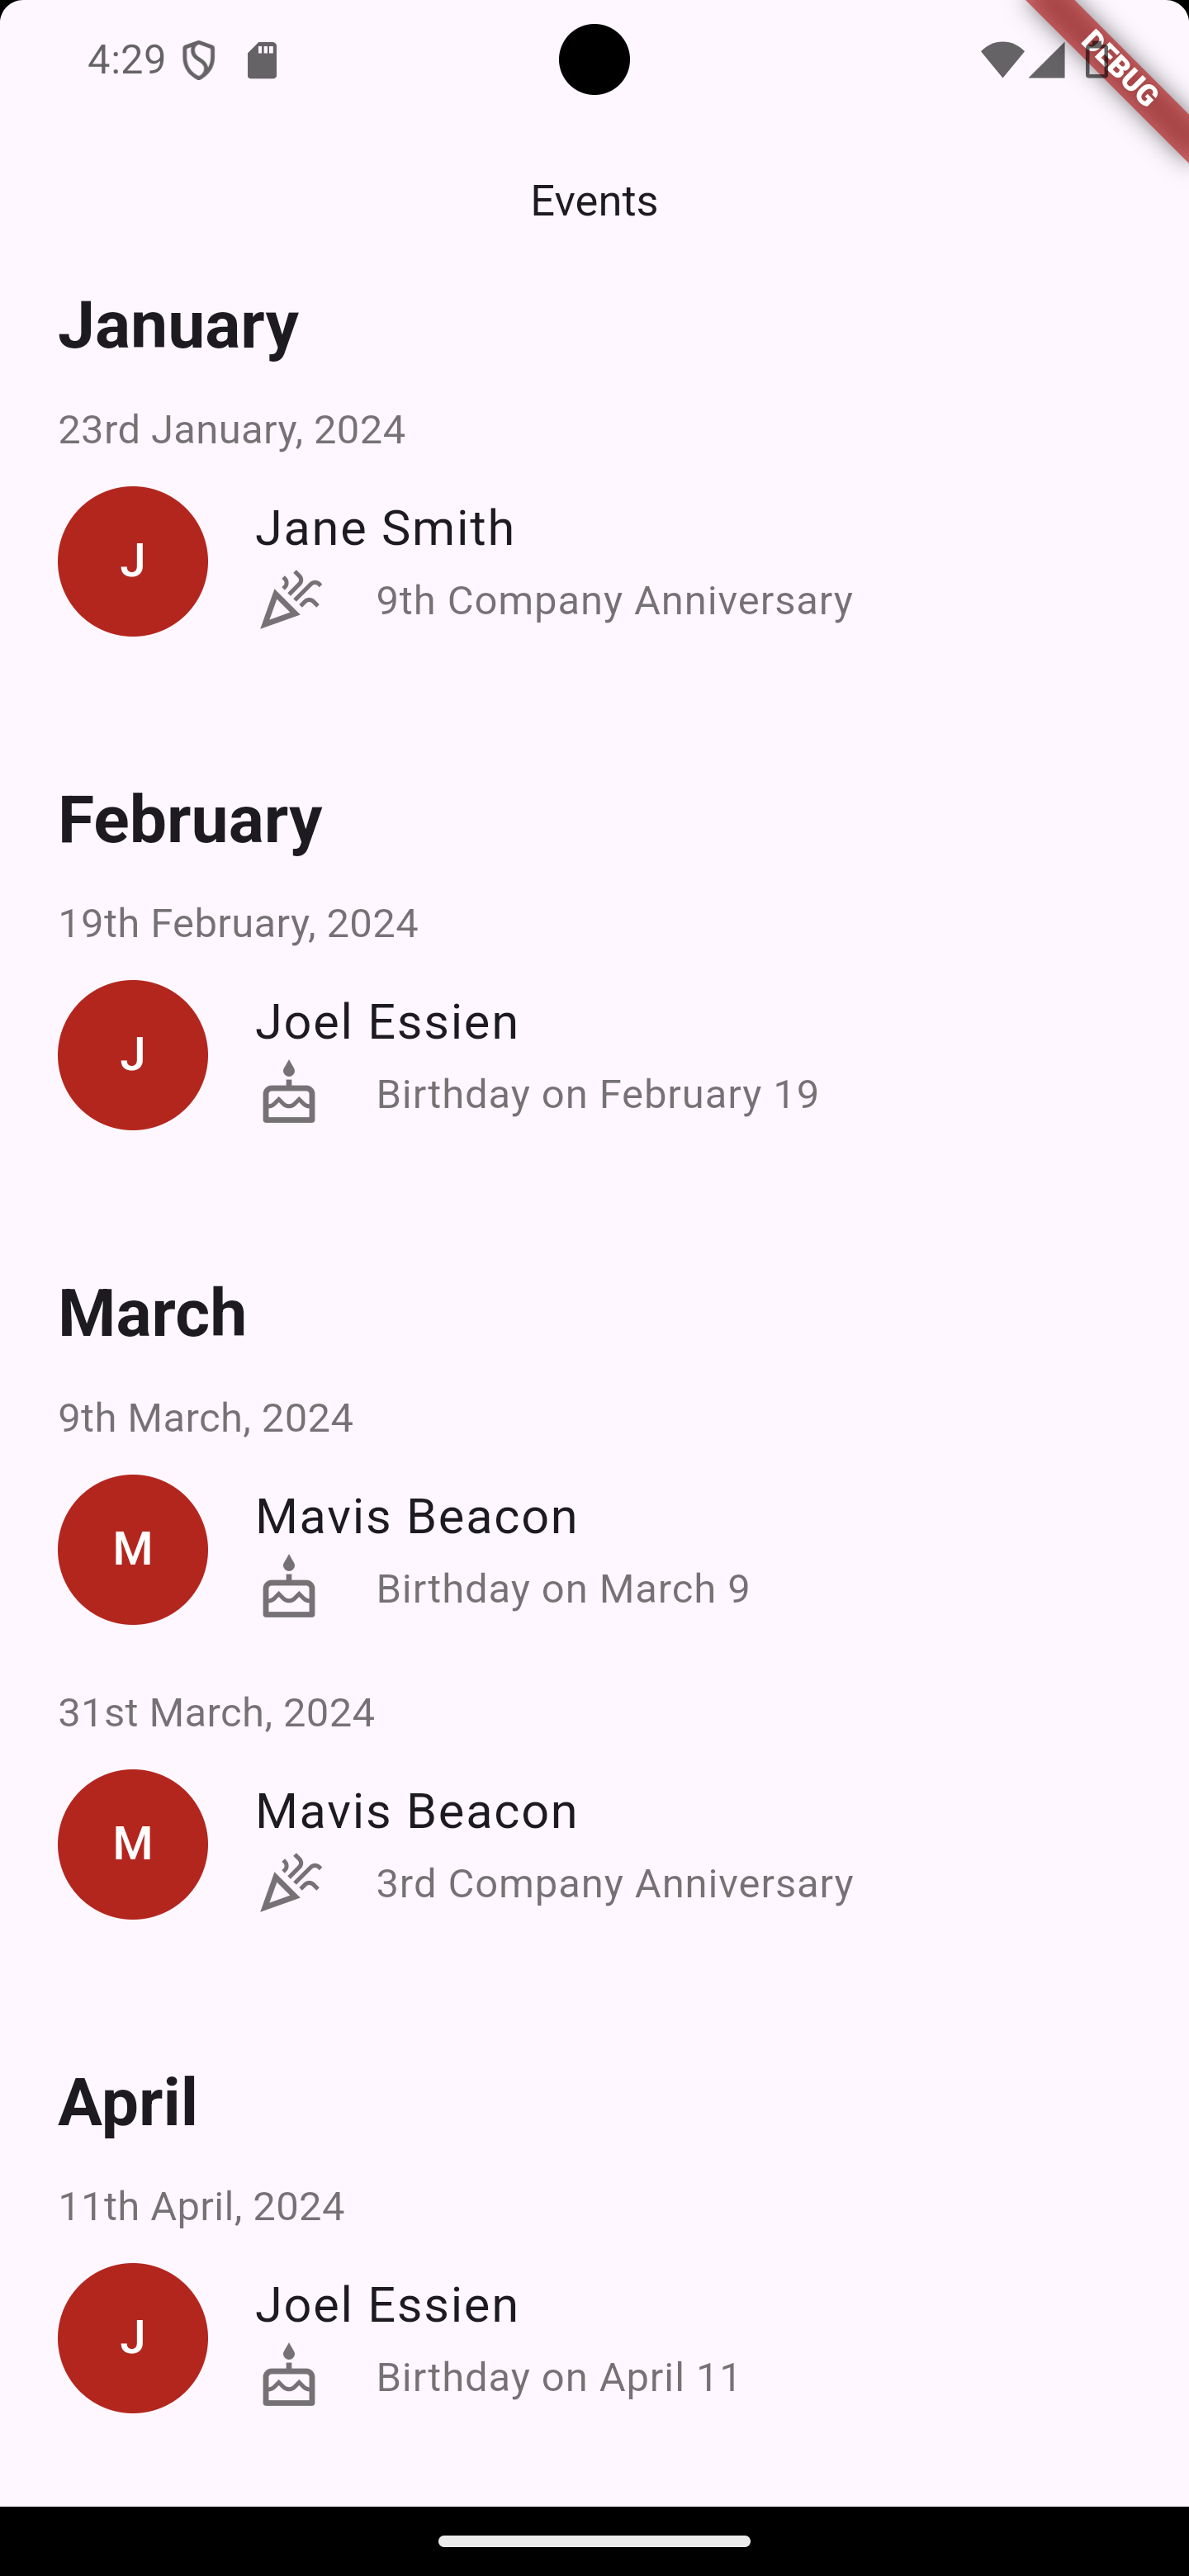 4:29
DEBUG
Events
January
23rd January, 2024
J
Jane Smith
9th Company Anniversary
February
19th February, 2024
J
Joel Essien
Birthday on February 19
March
9th March, 2024
M
Mavis Beacon
Birthday on March 9
31st March, 2024
M
Mavis Beacon
3rd Company Anniversary
April
11th April, 2024
J
Joel Essien
Birthday on April 11